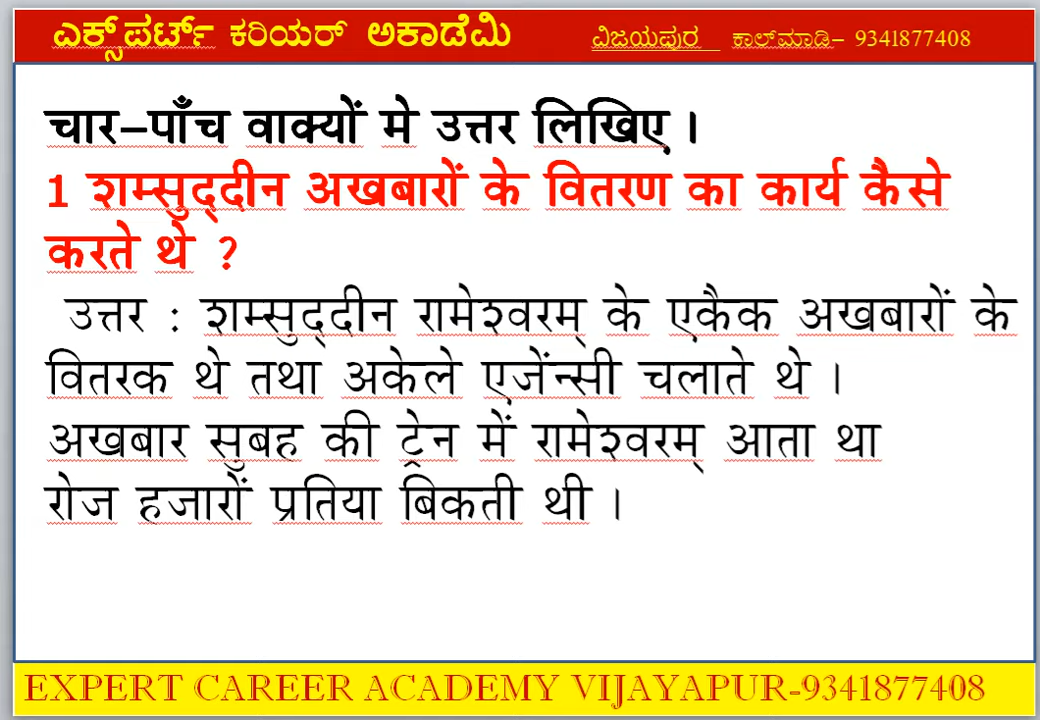 ಎಕ್ಸ್‌ಪರ್ಟ್ ಕರಿಯರ್ ಅಕಾಡೆಮಿ ವಿಜಯಪುರ ಕಾಲ್‌ಮಾಡಿ– 9341877408
चार–पाँच वाक्यों मे उत्तर लिखिए ।
1 शम्सुद्दीन अखबारों के वितरण का कार्य कैसे
करते थे ?
उत्तर : शम्सुद्दीन रामेश्वरम् के एकैक अखबारों के
वितरक थे तथा अकेले एजेंन्सी चलाते थे ।
अखबार सुबह की ट्रेन में रामेश्वरम् आता था
रोज हजारों प्रतिया बिकती थी ।
EXPERT CAREER ACADEMY VIJAYAPUR-9341877408